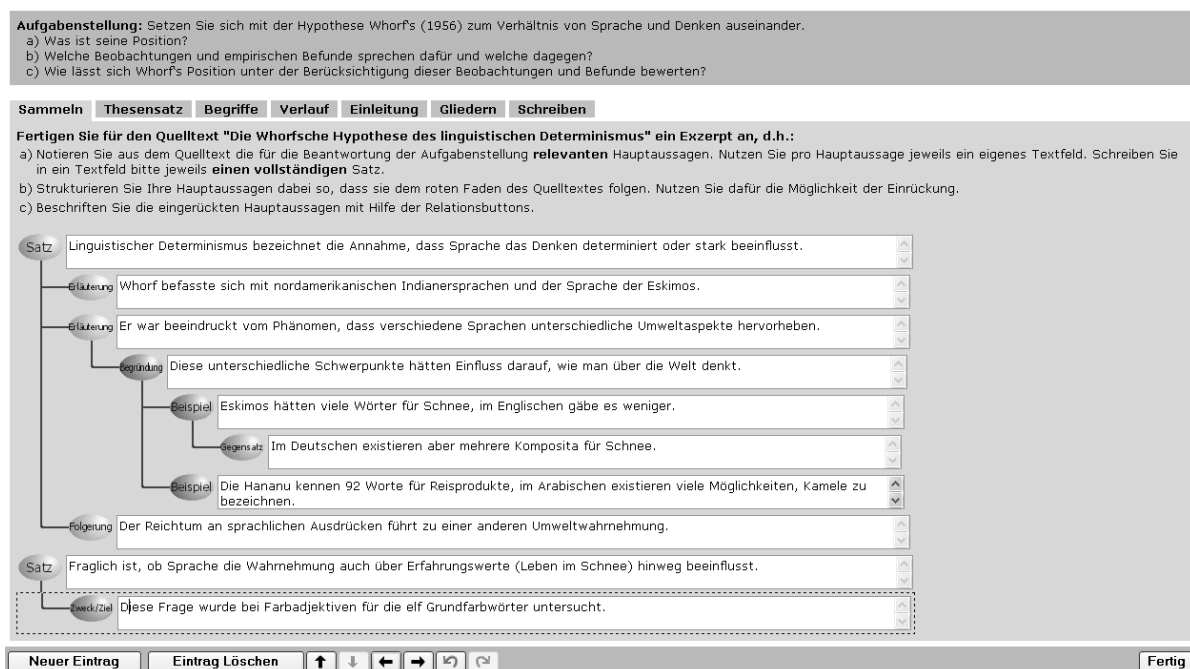 Aufgabenstellung: Setzen Sie sich mit der Hypothese Whorf's (1956) zum Verhältnis von Sprache und Denken auseinander.
a) Was ist seine Position?
b) Welche Beobachtungen und empirischen Befunde sprechen dafür und welche dagegen?
c) Wie lässt sich Whorf's Position unter der Berücksichtigung dieser Beobachtungen und Befunde bewerten?
Sammeln Thesensatz Begriffe Verlauf Einleitung Gliedern Schreiben
Fertigen Sie für den Quelltext "Die Whorfsche Hypothese des linguistischen Determinismus" ein Exzerpt an, d.h.:
a) Notieren Sie aus dem Quelltext die für die Beantwortung der Aufgabenstellung relevanten Hauptaussagen. Nutzen Sie pro Hauptaussage jeweils ein eigenes Textfeld. Schreiben Sie
in ein Textfeld bitte jeweils einen vollständigen Satz.
b) Strukturieren Sie Ihre Hauptaussagen dabei so, dass sie dem roten Faden des Quelltextes folgen. Nutzen Sie dafür die Möglichkeit der Einrückung.
c) Beschriften Sie die eingerückten Hauptaussagen mit Hilfe der Relationsbuttons.
Satz Linguistischer Determinismus bezeichnet die Annahme, dass Sprache das Denken determiniert oder stark beeinflusst.
Erläuterung Whorf befasste sich mit nordamerikanischen Indianersprachen und der Sprache der Eskimos.
Erläuterung Er war beeindruckt vom Phänomen, dass verschiedene Sprachen unterschiedliche Umweltaspekte hervorheben.
Begründung Diese unterschiedliche Schwerpunkte hätten Einfluss darauf, wie man über die Welt denkt.
Beispiel Eskimos hätten viele Wörter für Schnee, im Englischen gäbe es weniger.
Gegensatz Im Deutschen existieren aber mehrere Komposita für Schnee.
Beispiel Die Hananu kennen 92 Worte für Reisprodukte, im Arabischen existieren viele Möglichkeiten, Kamele zu
bezeichnen.
Folgerung Der Reichtum an sprachlichen Ausdrücken führt zu einer anderen Umweltwahrnehmung.
Satz Fraglich ist, ob Sprache die Wahrnehmung auch über Erfahrungswerte (Leben im Schnee) hinweg beeinflusst.
Zweck/Ziel Diese Frage wurde bei Farbadjektiven für die elf Grundfarbwörter untersucht.
Neuer Eintrag Eintrag Löschen Fertig